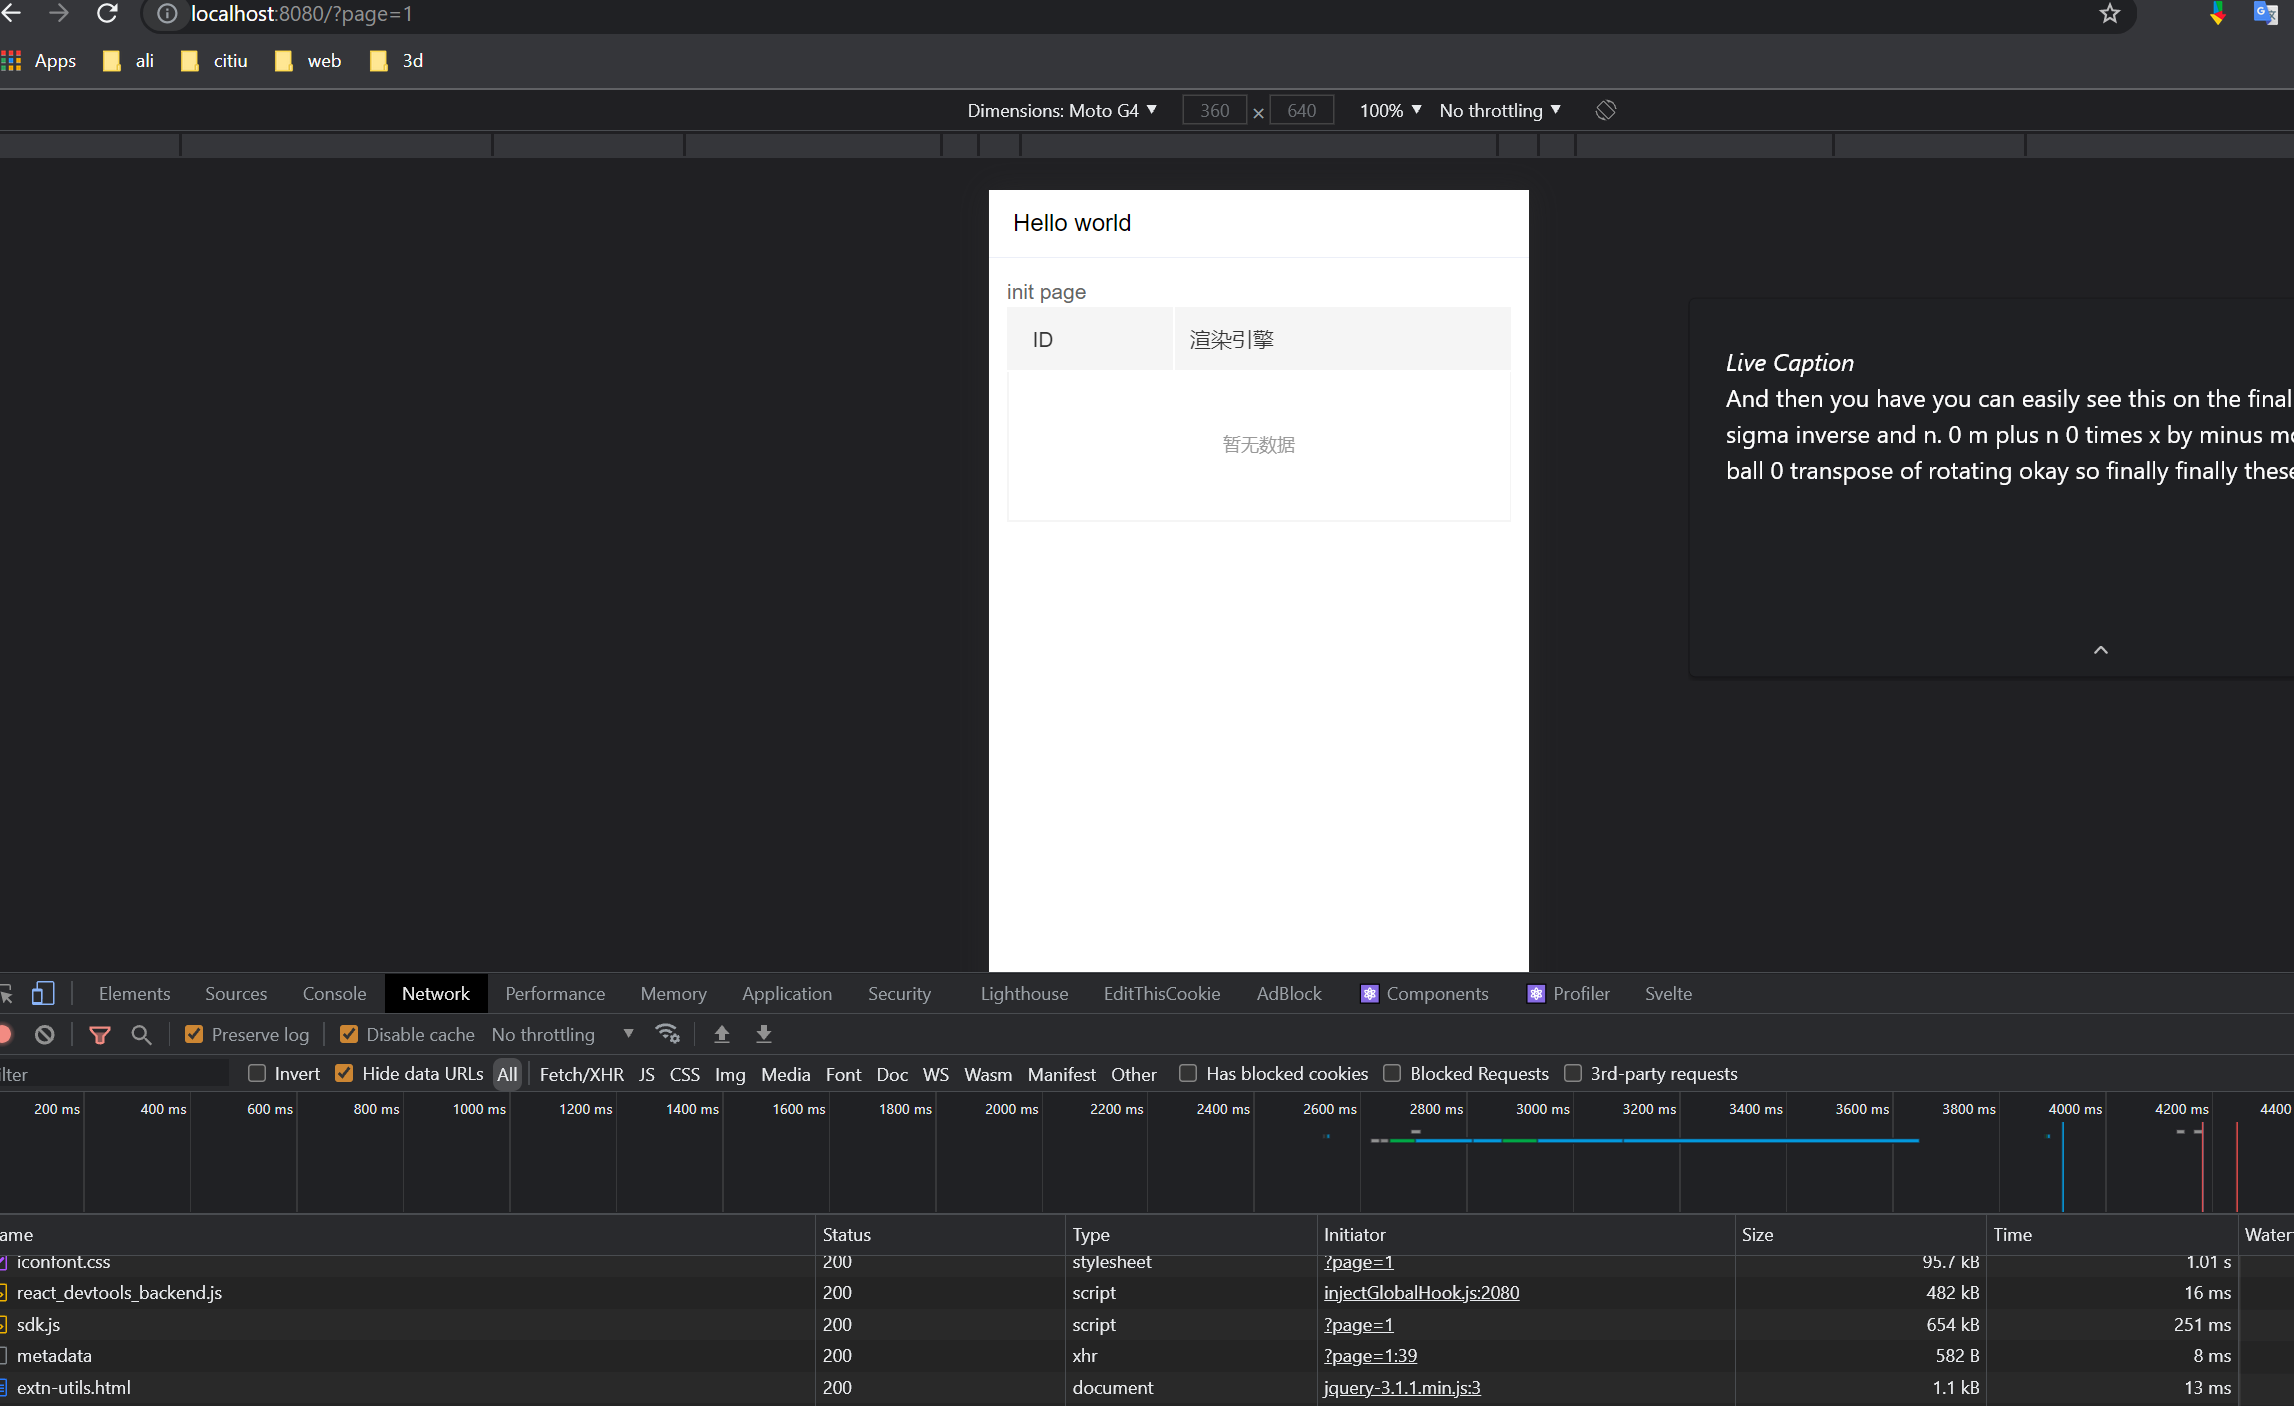 localhost:8080/?page=1
Apps ali citiu web 3d
Dimensions: Moto G4 ▼ 360 × 640 100% ▼ No throttling ▼
Hello world
init page
ID 渲染引擎
暂无数据
Live Caption
And then you have you can easily see this on the final
sigma inverse and n. 0 m plus n 0 times x by minus
ball 0 transpose of rotating okay so finally finally these
Elements Sources Console Network Performance Memory Application Security Lighthouse EditThisCookie AdBlock Components Profiler Svelte
Preserve log Disable cache No throttling ▼
ilter Invert Hide data URLs All Fetch/XHR JS CSS Img Media Font Doc WS Wasm Manifest Other Has blocked cookies Blocked Requests 3rd-party requests
200 ms 400 ms 600 ms 800 ms 1000 ms 1200 ms 1400 ms 1600 ms 1800 ms 2000 ms 2200 ms 2400 ms 2600 ms 2800 ms 3000 ms 3200 ms 3400 ms 3600 ms 3800 ms 4000 ms 4200 ms 4400
ame Status Type Initiator Size Time Water
iconfont.css 200 stylesheet ?page=1 95.7 kB 1.01 s
react_devtools_backend.js 200 script injectGlobalHook.js:2080 482 kB 16 ms
sdk.js 200 script ?page=1 654 kB 251 ms
metadata 200 xhr ?page=1:39 582 B 8 ms
extn-utils.html 200 document jquery-3.1.1.min.js:3 1.1 kB 13 ms